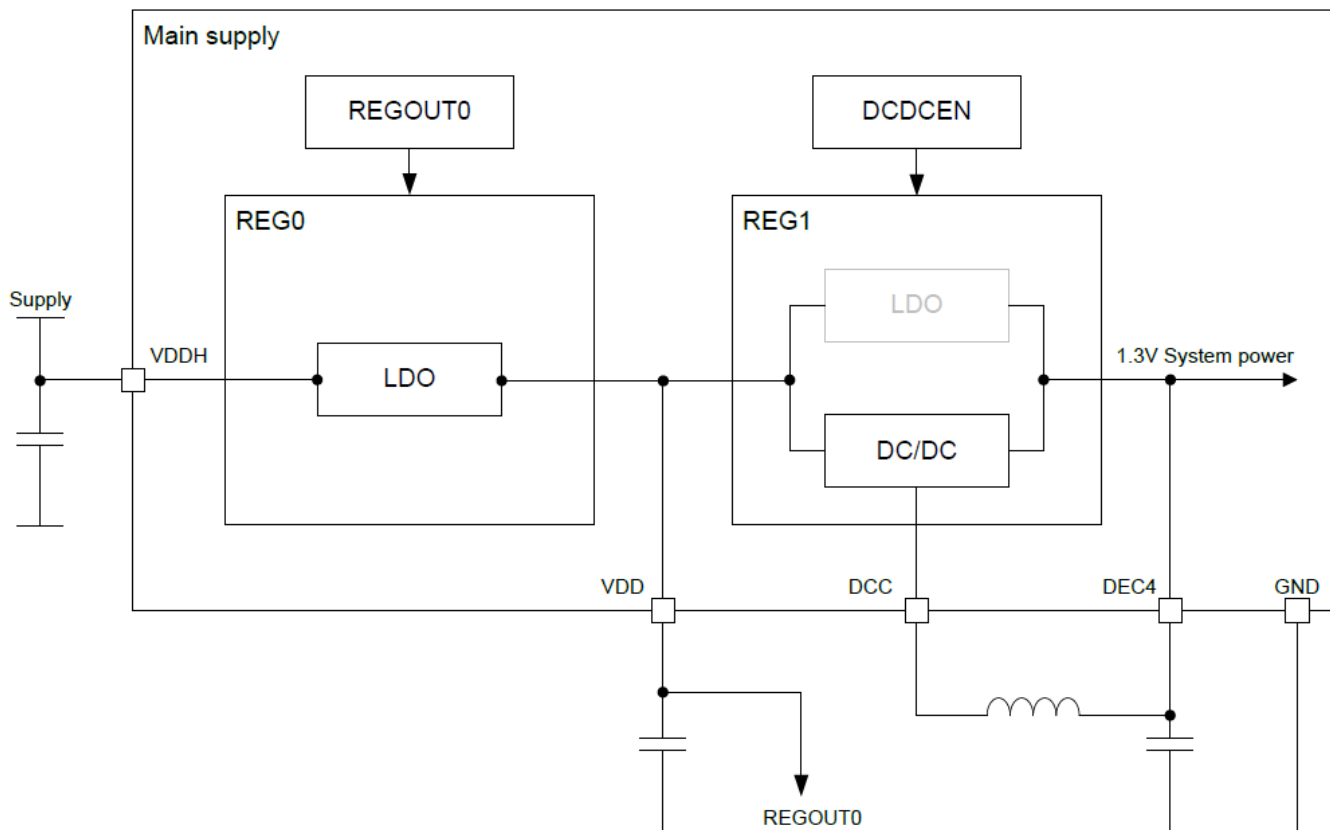 Main supply
REGOUT0
DCDCEN
REG0
REG1
Supply
VDDH
LDO
LDO
DC/DC
1.3V System power
VDD
DCC
DEC4
GND
REGOUT0